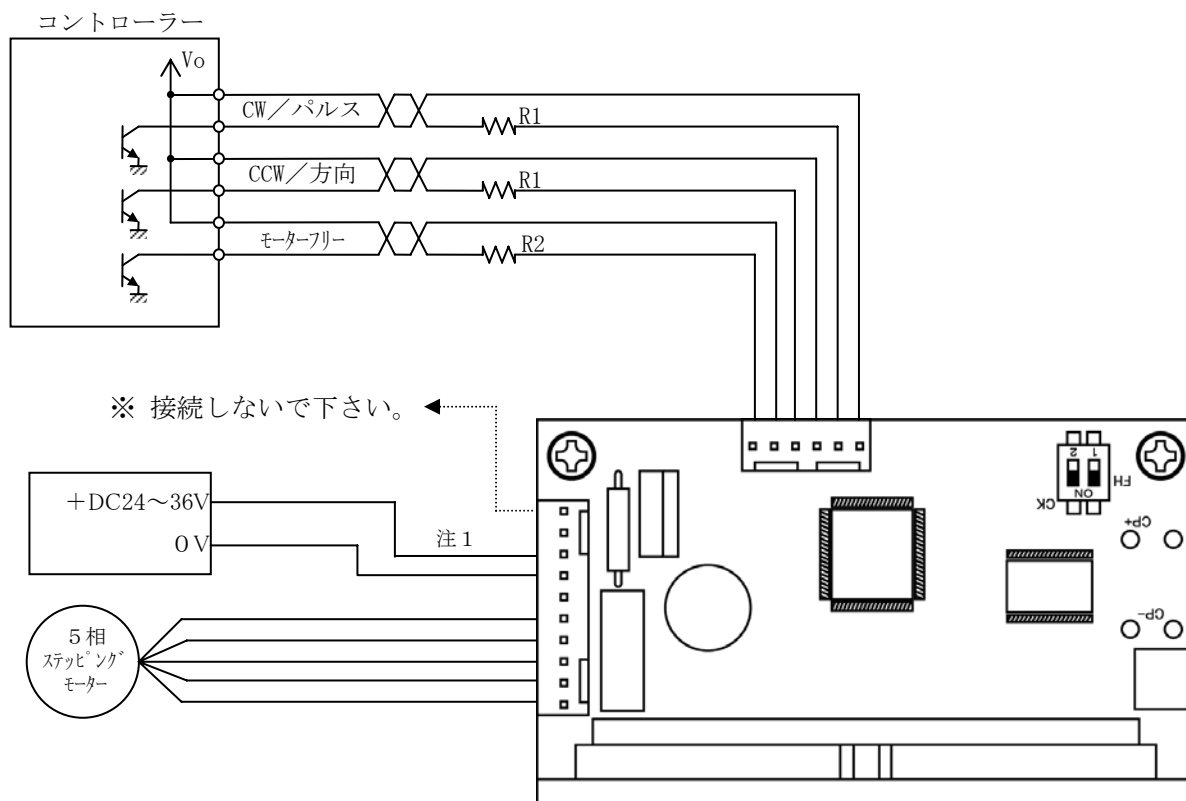 コントローラー
Vo
CW／パルス
R1
CCW／方向
R1
モーターフリー
R2
※ 接続しないで下さい。
＋DC24～36V
0V
注1
5相
ステッピング
モーター
2 1
ON
FH
CK
CP+
CP-